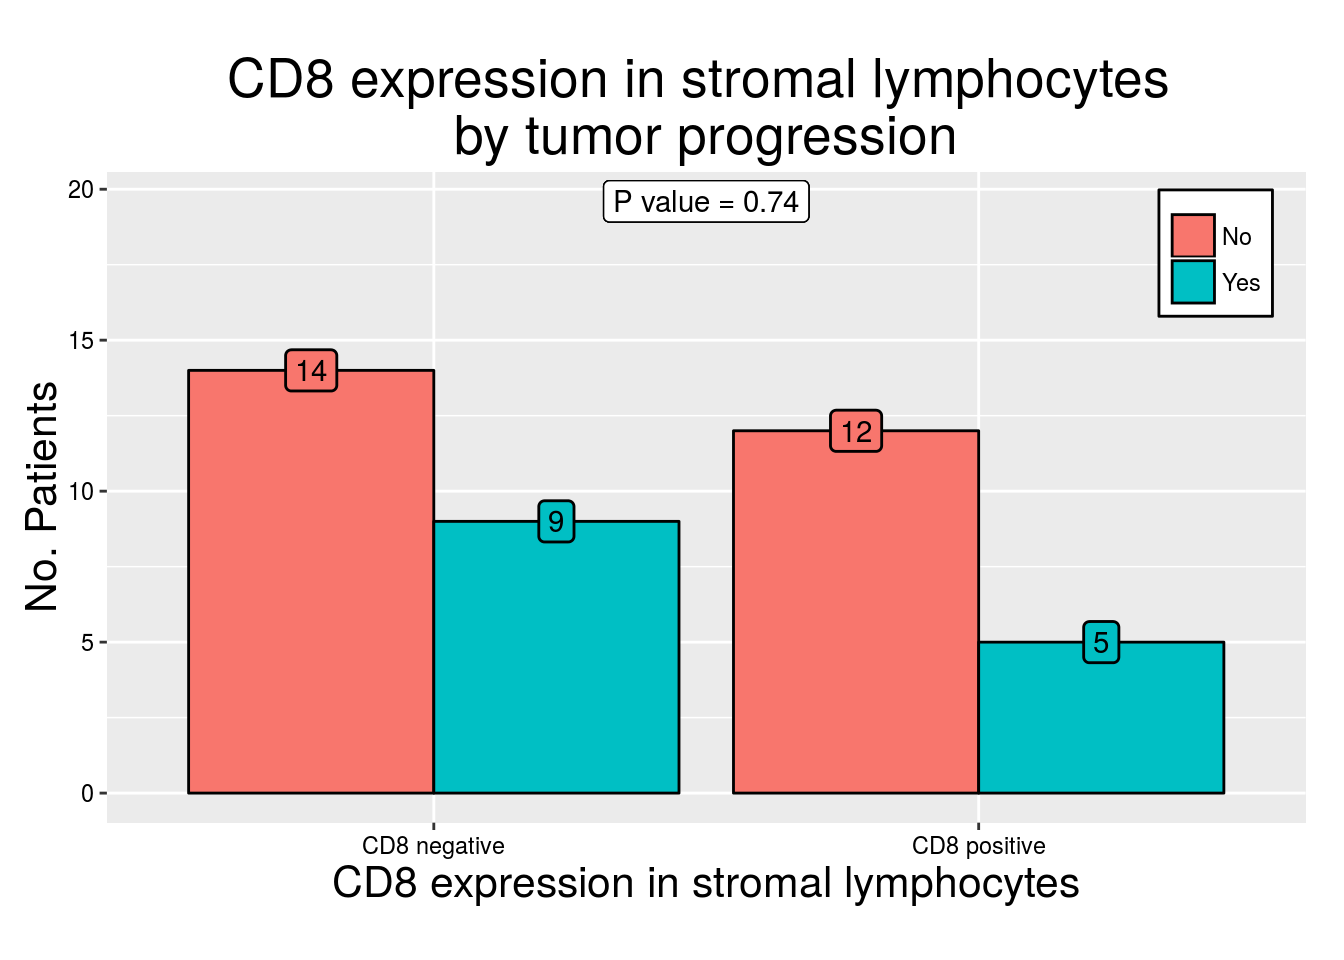 CD8 expression in stromal lymphocytes
by tumor progression
P value = 0.74
No
Yes
No. Patients
20
15
10
5
0
14
9
12
5
CD8 negative
CD8 positive
CD8 expression in stromal lymphocytes